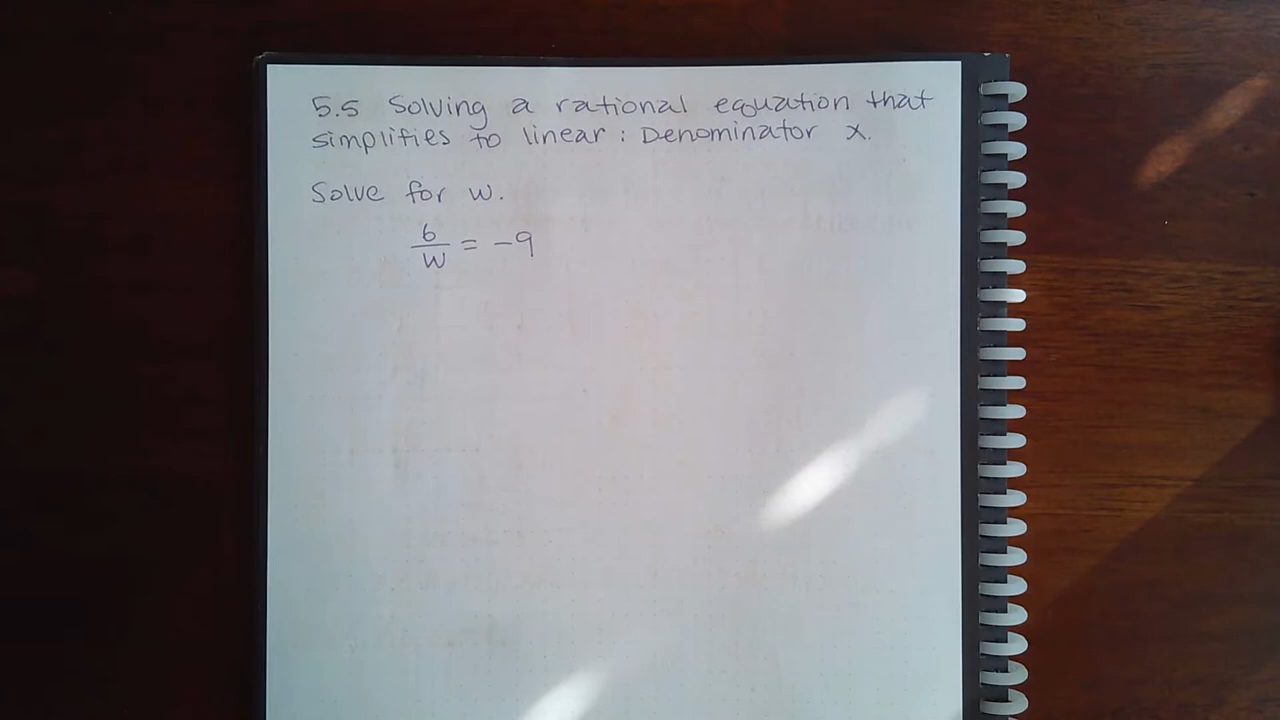 5.5 Solving a rational equation that
simplifies to linear: Denominator x.
Solve for w.
6/w = -9